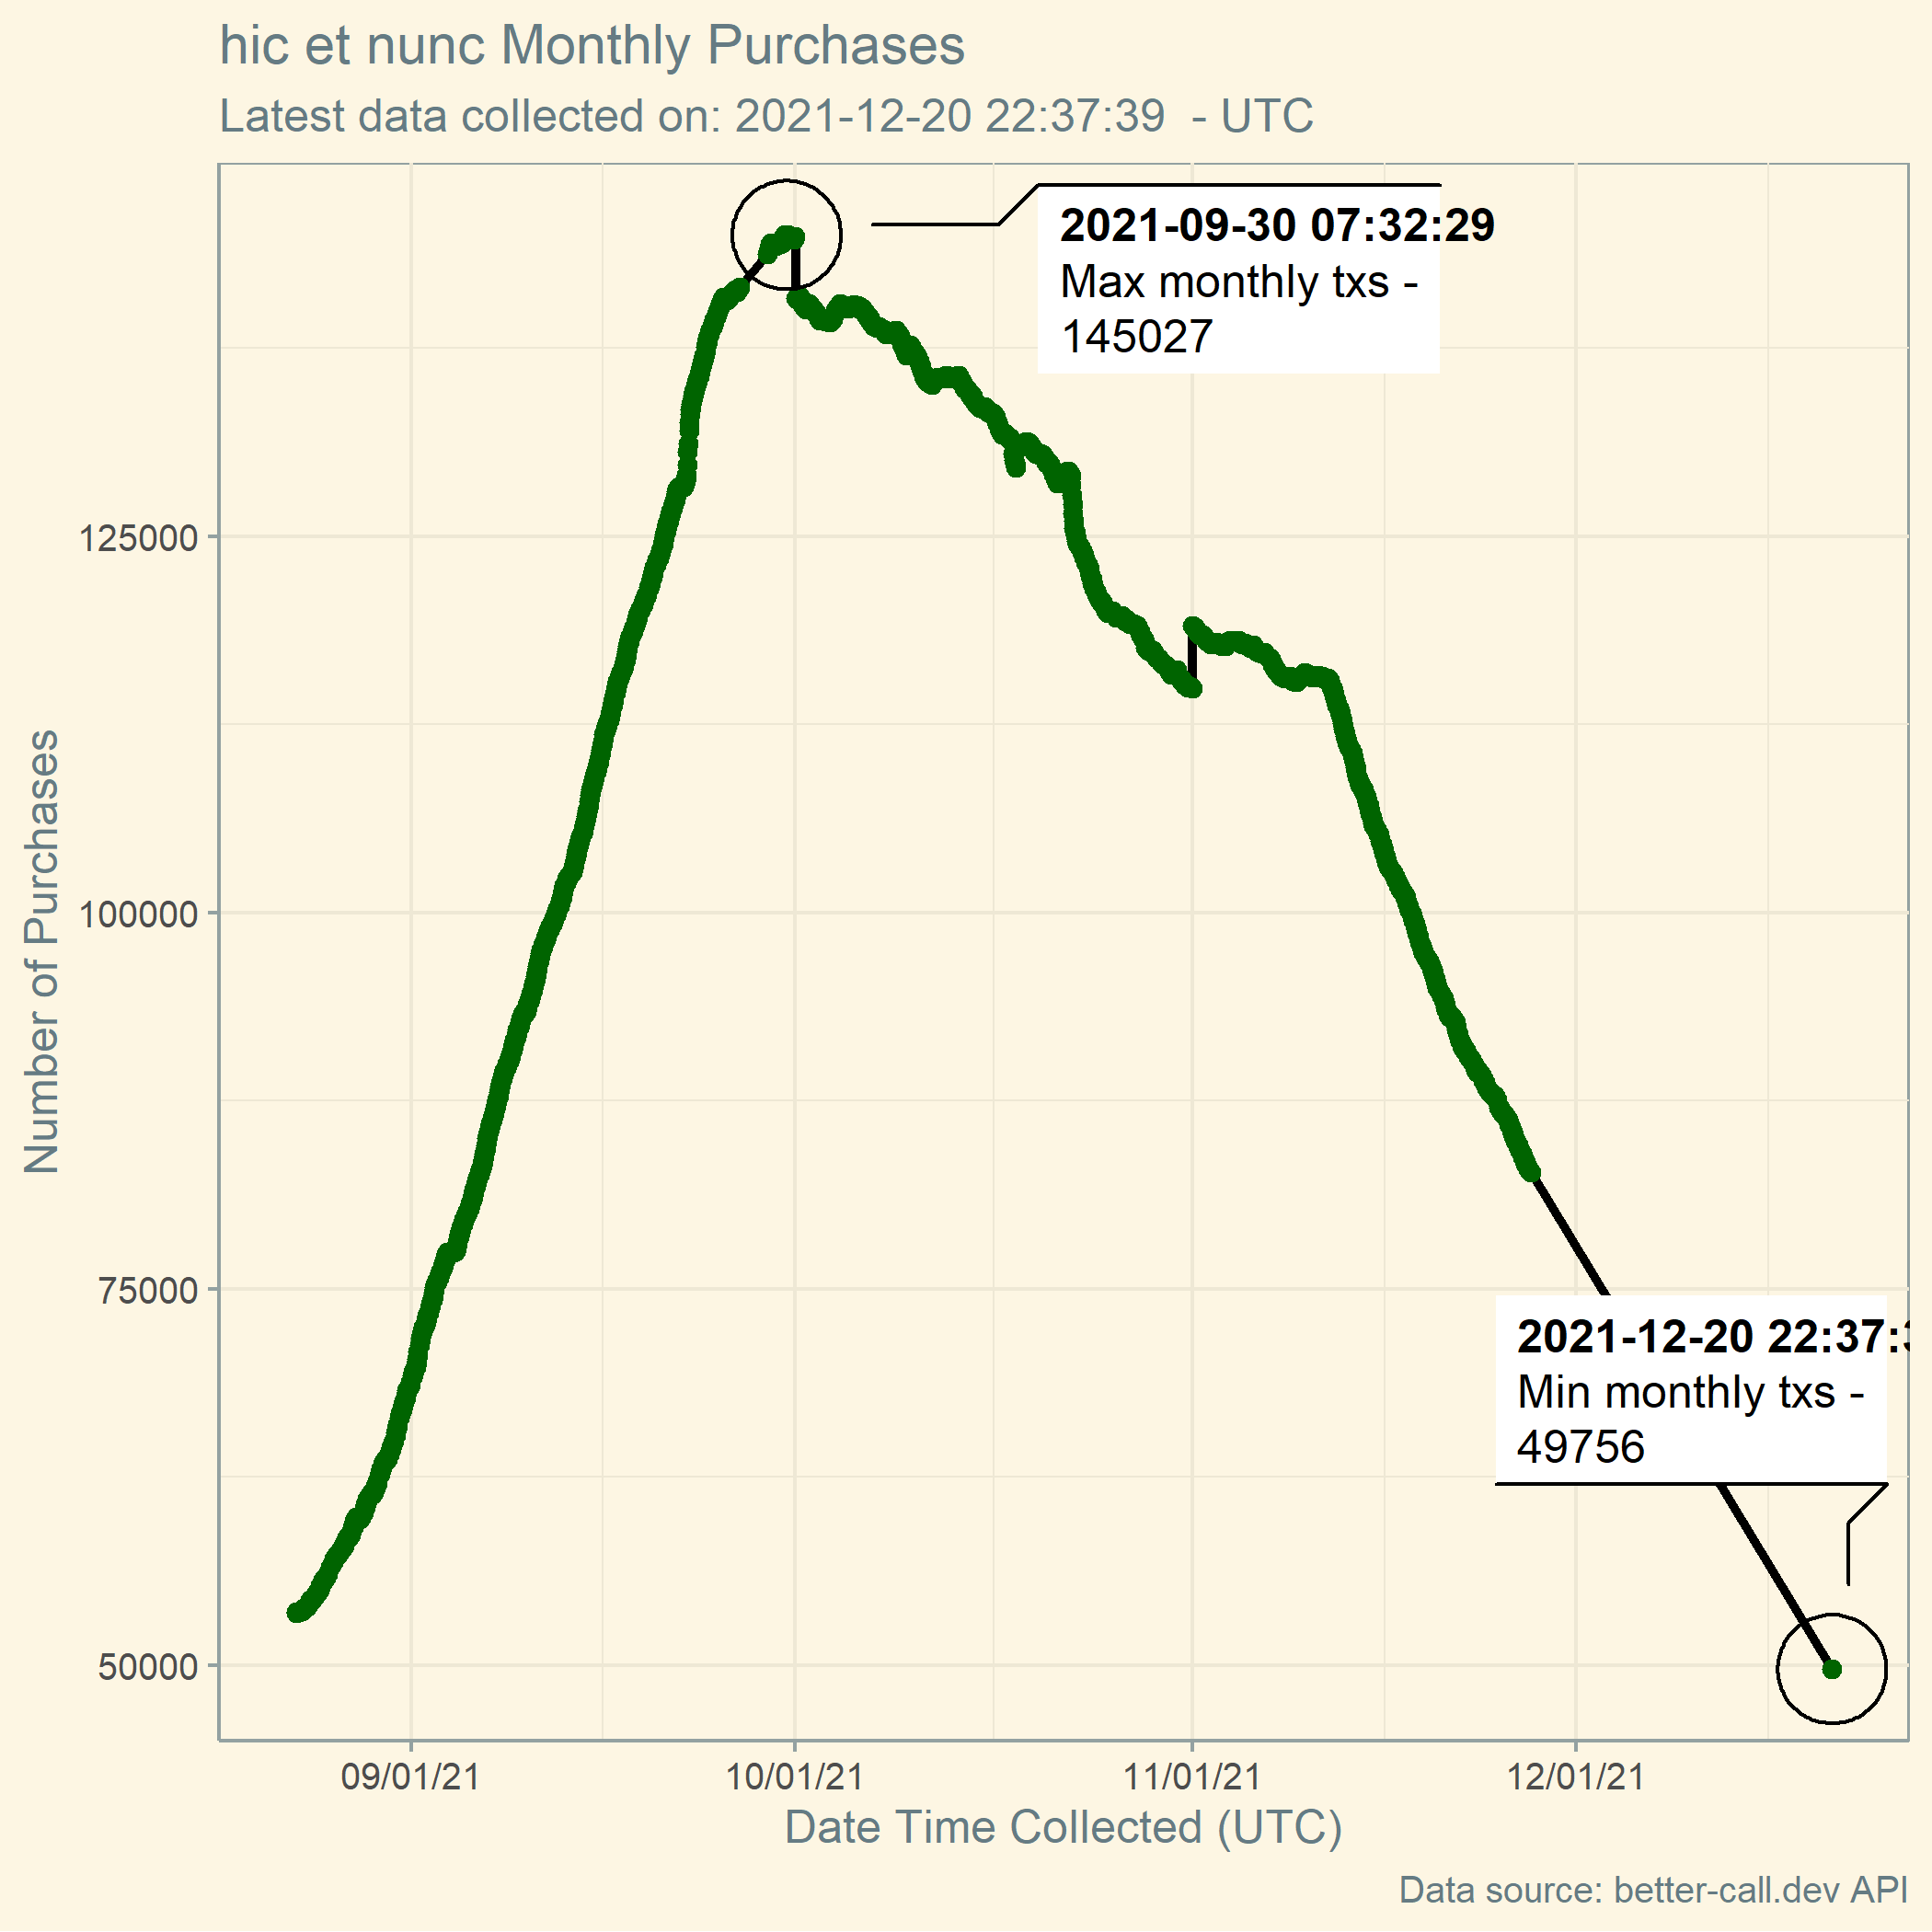 hic et nunc Monthly Purchases
Latest data collected on: 2021-12-20 22:37:39 - UTC
2021-09-30 07:32:29
Max monthly txs -
145027
125000
100000
75000
50000
Number of Purchases
2021-12-20 22:37:
Min monthly txs -
49756
09/01/21
10/01/21
11/01/21
12/01/21
Date Time Collected (UTC)
Data source: better-call.dev API